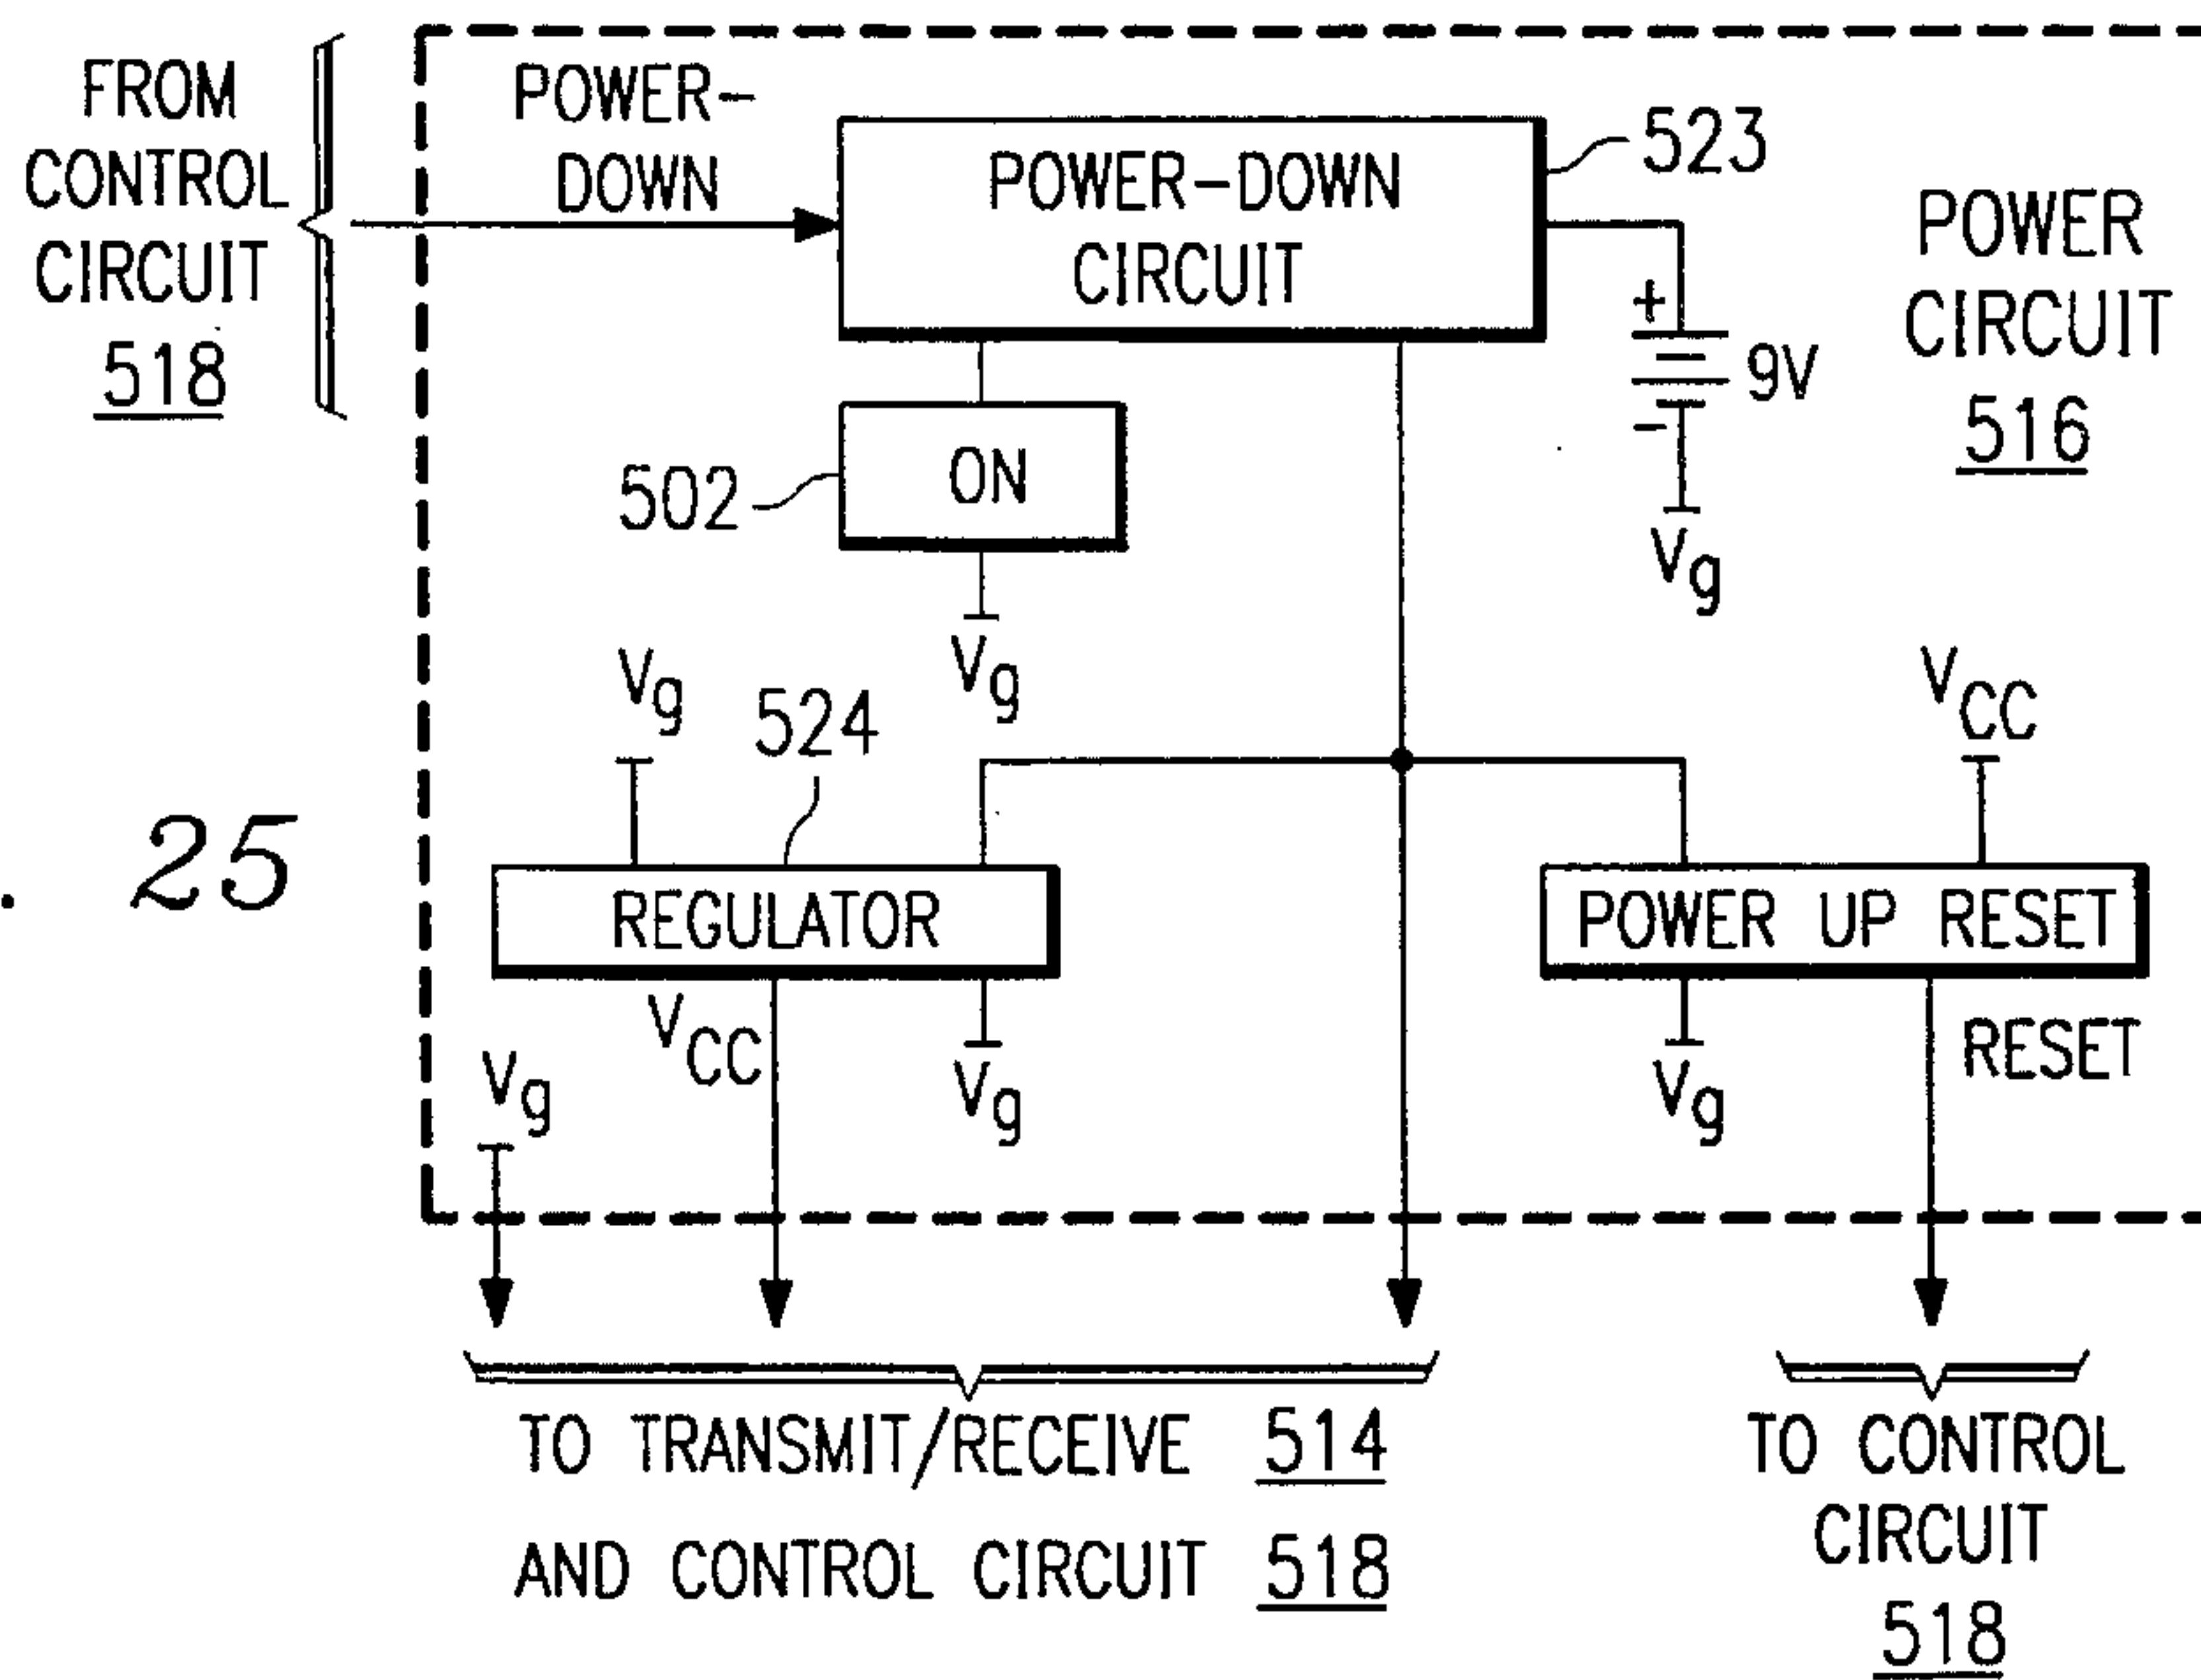 FROM
CONTROL
CIRCUIT
518
POWER-
DOWN
POWER-DOWN
CIRCUIT
523
POWER
CIRCUIT
516
+
9V
-
Vg
502
ON
Vg
Vg
524
VCC
. 25
REGULATOR
POWER UP RESET
VCC
Vg
Vg
Vg
RESET
TO TRANSMIT/RECEIVE 514
AND CONTROL CIRCUIT 518
TO CONTROL
CIRCUIT
518